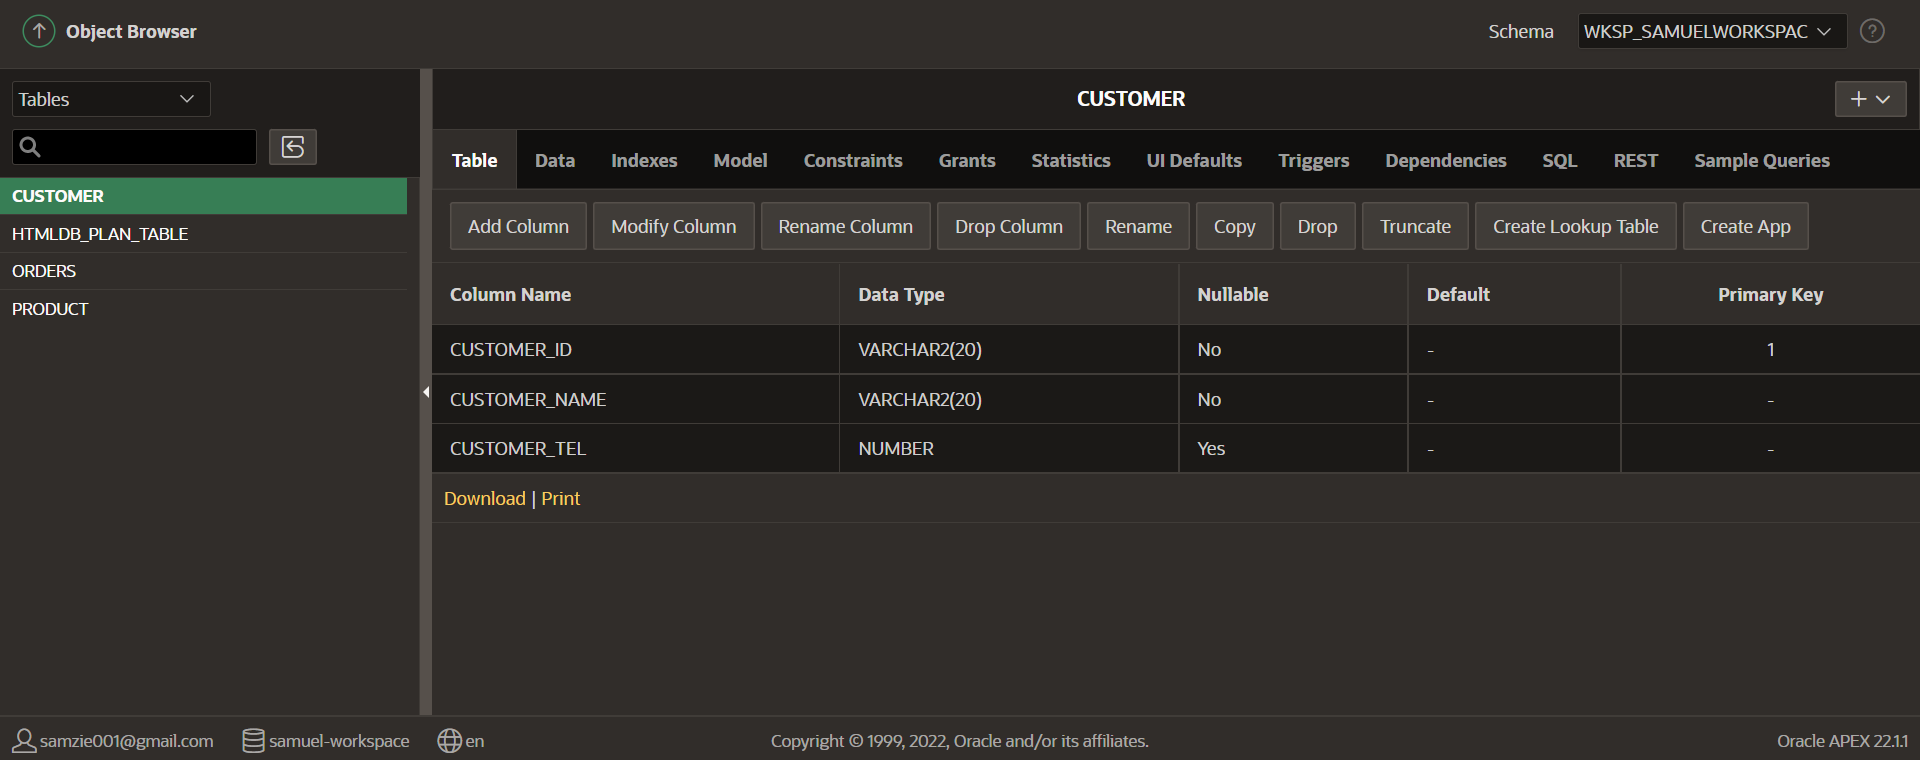 Object Browser
Schema WKSP_SAMUELWORKSPAC
Tables
CUSTOMER
HTMLDB_PLAN_TABLE
ORDERS
PRODUCT
CUSTOMER
Table Data Indexes Model Constraints Grants Statistics UI Defaults Triggers Dependencies SQL REST Sample Queries
Add Column Modify Column Rename Column Drop Column Rename Copy Drop Truncate Create Lookup Table Create App
Column Name Data Type Nullable Default Primary Key
CUSTOMER_ID VARCHAR2(20) No - 1
CUSTOMER_NAME VARCHAR2(20) No - -
CUSTOMER_TEL NUMBER Yes - -
Download | Print
samzie001@gmail.com samuel-workspace en Copyright © 1999, 2022, Oracle and/or its affiliates. Oracle APEX 22.1.1